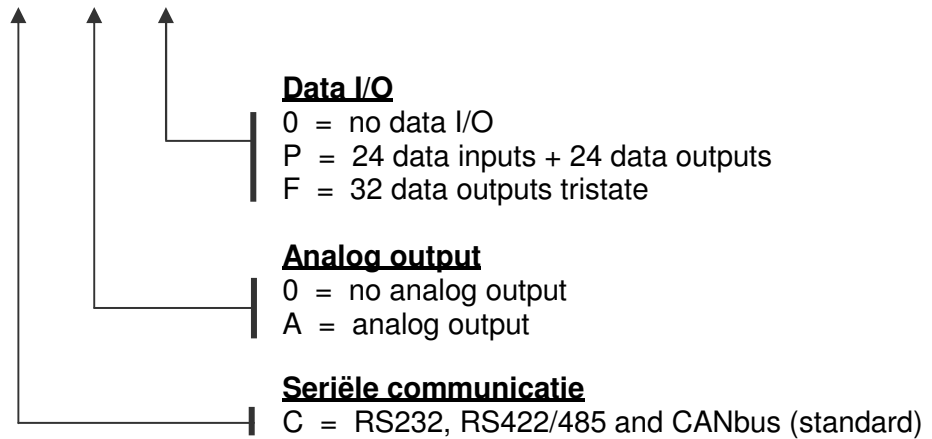 Data I/O
0 = no data I/O
P = 24 data inputs + 24 data outputs
F = 32 data outputs tristate
Analog output
0 = no analog output
A = analog output
Seriële communicatie
C = RS232, RS422/485 and CANbus (standard)